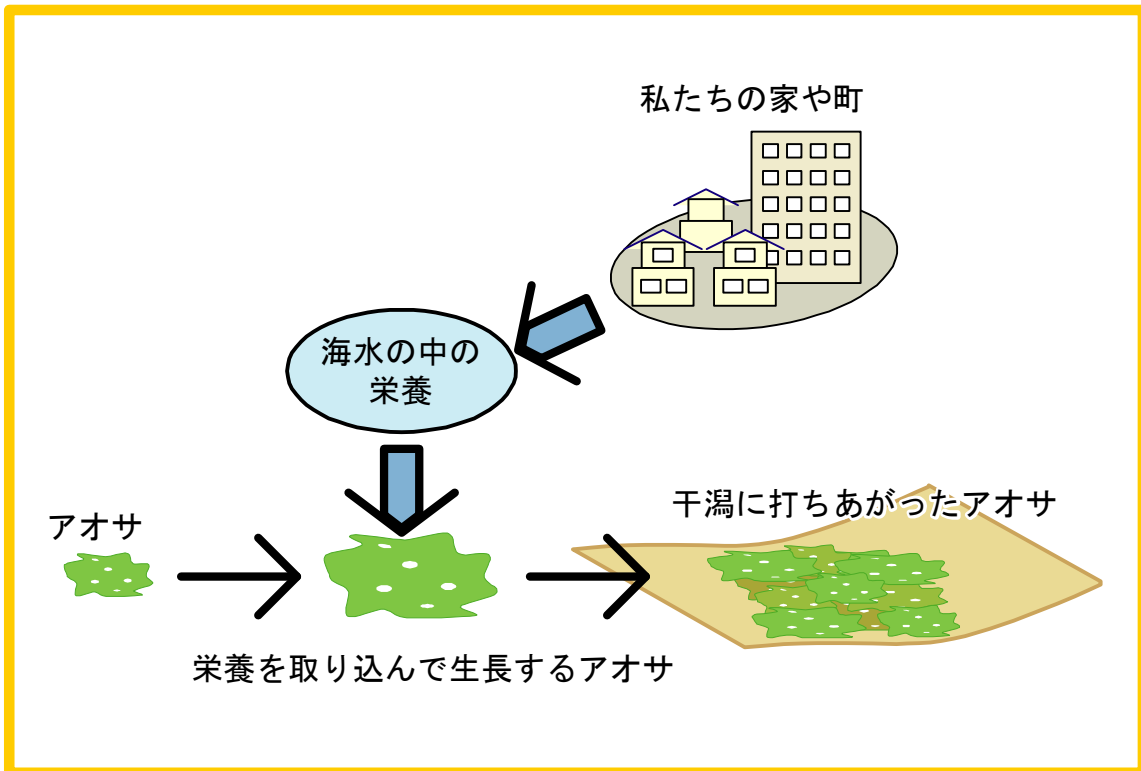 私たちの家や町
海水の中の
栄養
アオサ
干潟に打ちあがったアオサ
栄養を取り込んで生長するアオサ